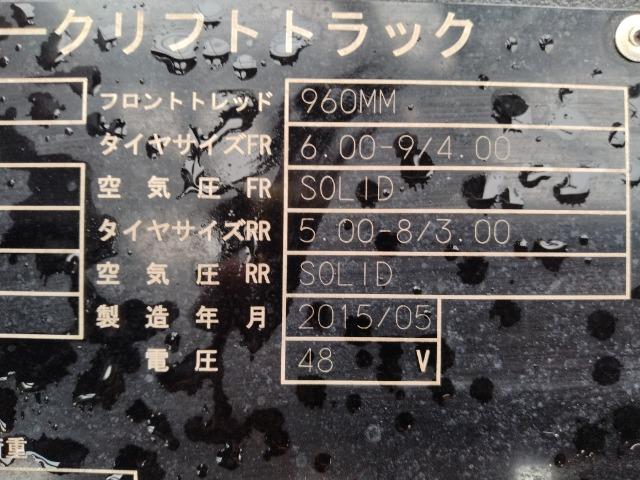 ークリフトトラック
フロントトレッド 960MM
タイヤサイズFR 6.00-9/4.00
空気圧 FR SOLID
タイヤサイズRR 5.00-8/3.00
空気圧 RR SOLID
製造年月 2015/05
電圧 48 V
重